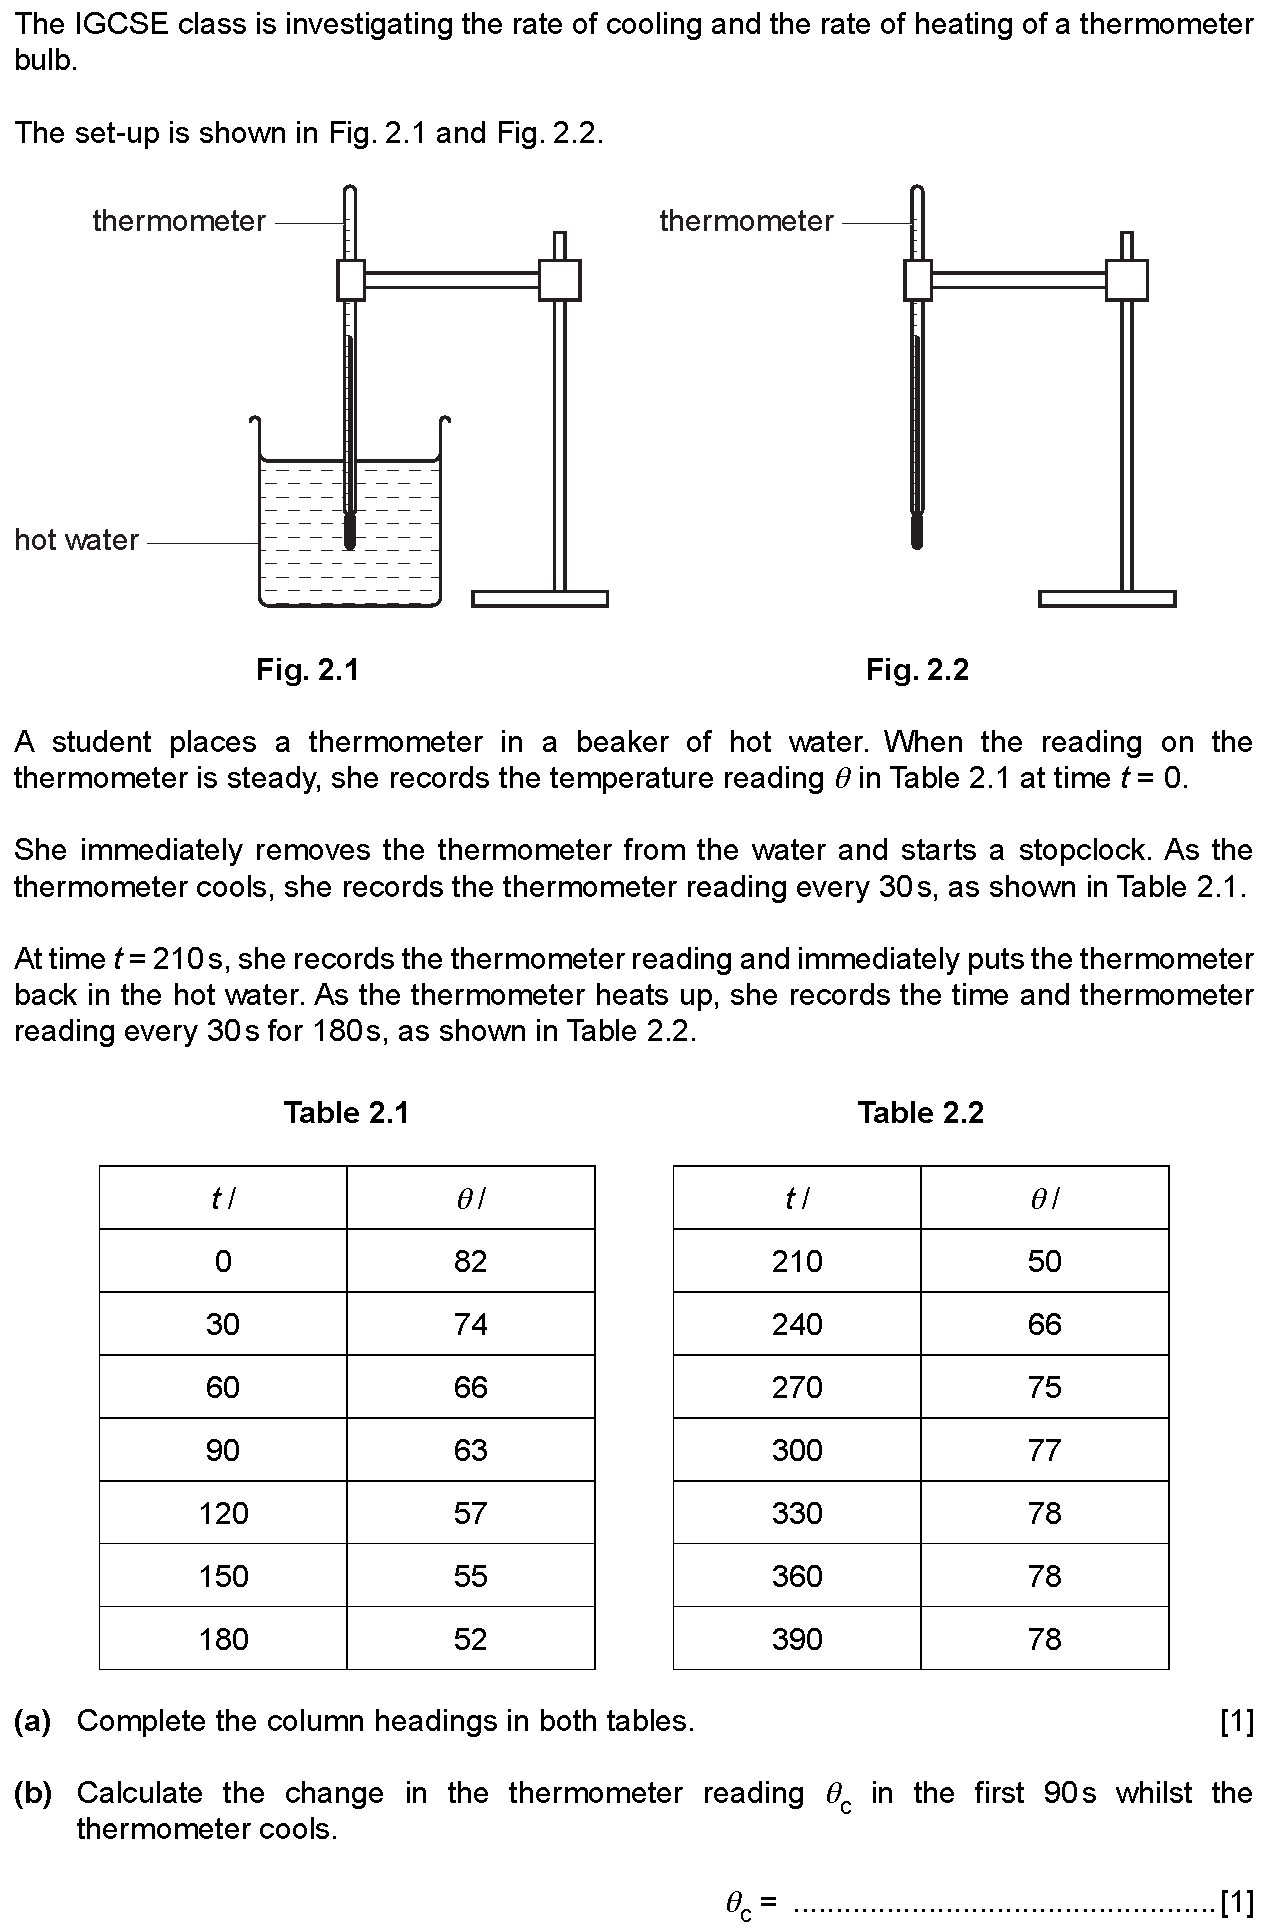 The IGCSE class is investigating the rate of cooling and the rate of heating of a thermometer
bulb.
The set-up is shown in Fig. 2.1 and Fig. 2.2.
thermometer thermometer
hot water
Fig. 2.1 Fig. 2.2
A student places a thermometer in a beaker of hot water. When the reading on the
thermometer is steady, she records the temperature reading θ in Table 2.1 at time t = 0.
She immediately removes the thermometer from the water and starts a stopclock. As the
thermometer cools, she records the thermometer reading every 30 s, as shown in Table 2.1.
At time t = 210 s, she records the thermometer reading and immediately puts the thermometer
back in the hot water. As the thermometer heats up, she records the time and thermometer
reading every 30 s for 180 s, as shown in Table 2.2.
Table 2.1 Table 2.2
t / θ / t / θ /
0 82 210 50
30 74 240 66
60 66 270 75
90 63 300 77
120 57 330 78
150 55 360 78
180 52 390 78
(a) Complete the column headings in both tables. [1]
(b) Calculate the change in the thermometer reading θc in the first 90 s whilst the
thermometer cools.
θc = .................................................. [1]